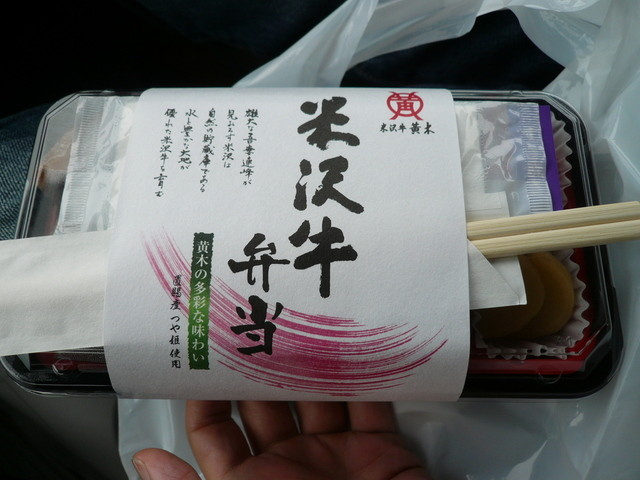 米沢牛 黄木
米沢牛
弁当
雄大な吾妻連峰が
見おろす米沢は
自然の貯蔵庫である
水と豊かな大地が
優れた米沢牛を育む
黄木の多彩な味わい
置賜産つや姫使用